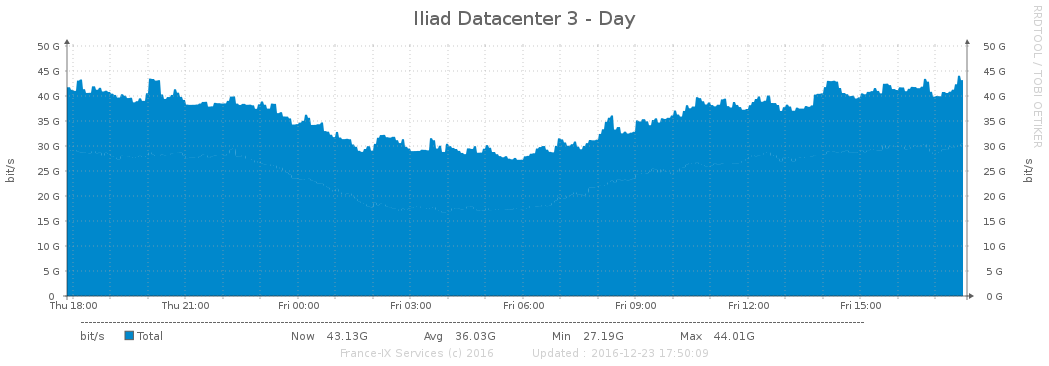 Iliad Datacenter 3 - Day
RRDTOOL / TOBI OETIKER
bit/s
bit/s
50 G 50 G
45 G 45 G
40 G 40 G
35 G 35 G
30 G 30 G
25 G 25 G
20 G 20 G
15 G 15 G
10 G 10 G
5 G 5 G
0 0 G
Thu 18:00 Thu 21:00 Fri 00:00 Fri 03:00 Fri 06:00 Fri 09:00 Fri 12:00 Fri 15:00
bit/s Total Now 43.13G Avg 36.03G Min 27.19G Max 44.01G
France-IX Services (c) 2016 Updated : 2016-12-23 17:50:09